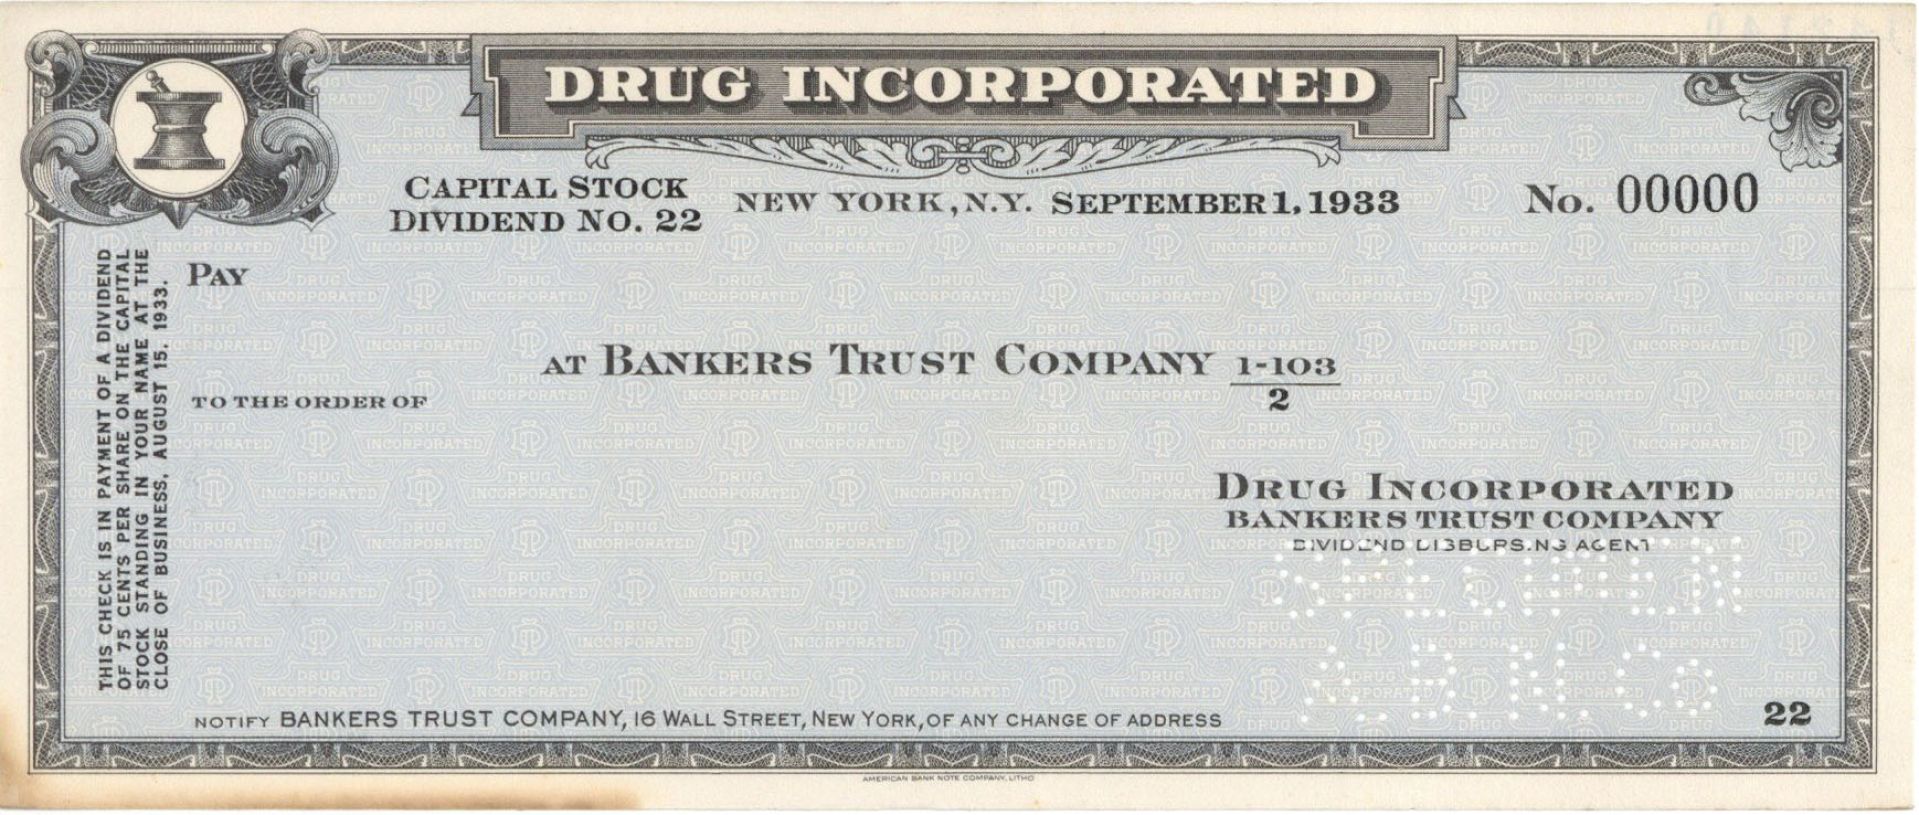 DRUG INCORPORATED
CAPITAL STOCK
DIVIDEND NO. 22
NEW YORK, N.Y. SEPTEMBER 1, 1933
No. 00000
THIS CHECK IS IN PAYMENT OF A DIVIDEND
OF 75 CENTS PER SHARE ON THE CAPITAL
STOCK STANDING IN YOUR NAME AT THE
CLOSE OF BUSINESS, AUGUST 15, 1933.
PAY
AT BANKERS TRUST COMPANY 1-103
2
TO THE ORDER OF
DRUG INCORPORATED
BANKERS TRUST COMPANY
DIVIDEND DISBURSING AGENT
SPECIMEN
A.B.N.Co
NOTIFY BANKERS TRUST COMPANY, 16 WALL STREET, NEW YORK, OF ANY CHANGE OF ADDRESS
22
AMERICAN BANK NOTE COMPANY, LITHO